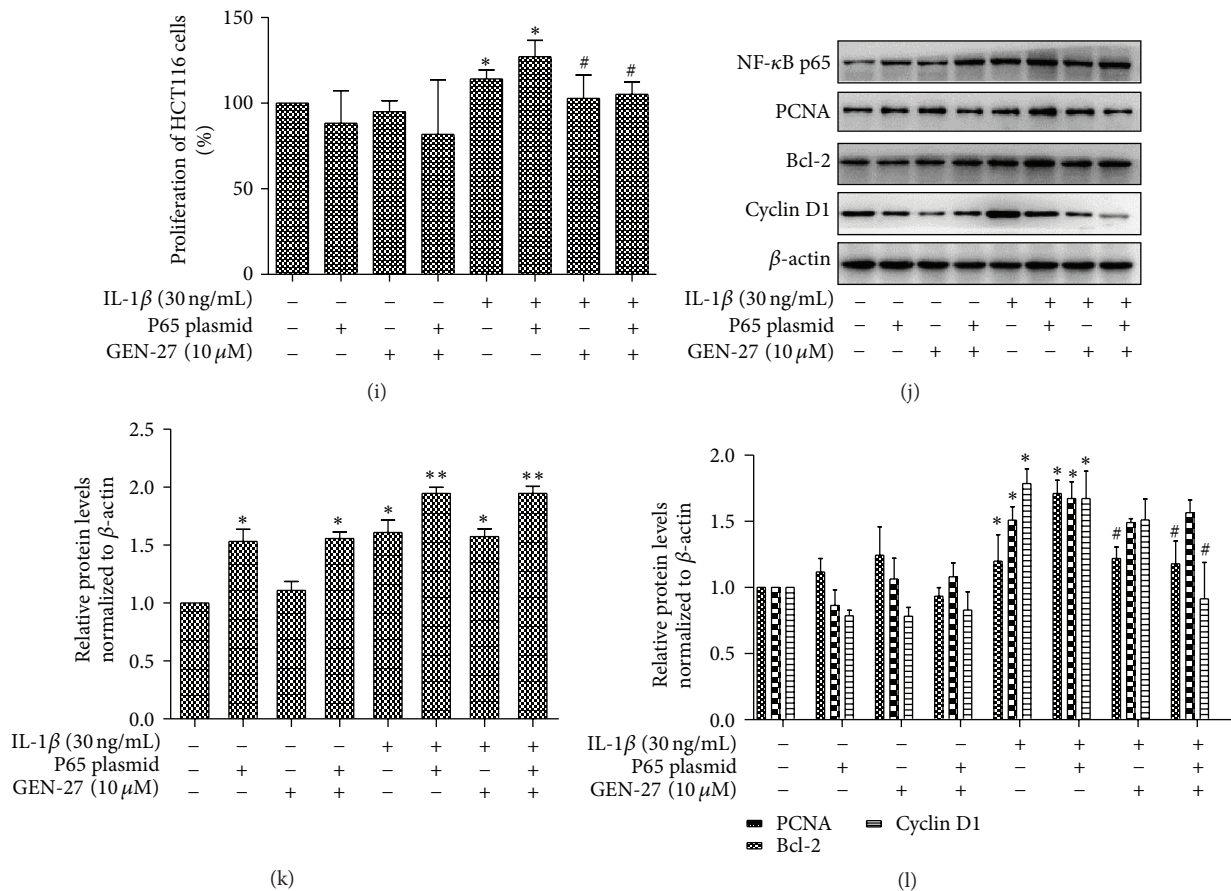 150
100
50
0
Proliferation of HCT116 cells
(%)
* * # #
IL-1β (30 ng/mL) − − − − + + + +
P65 plasmid − + − + − + − +
GEN-27 (10 μM) − − + + − − + +
(i)
NF-κB p65
PCNA
Bcl-2
Cyclin D1
β-actin
IL-1β (30 ng/mL) − − − − + + + +
P65 plasmid − + − + − + − +
GEN-27 (10 μM) − − + + − − + +
(j)
2.5
2.0
1.5
1.0
0.5
0.0
Relative protein levels
normalized to β-actin
* * * ** * **
IL-1β (30 ng/mL) − − − − + + + +
P65 plasmid − + − + − + − +
GEN-27 (10 μM) − − + + − − + +
(k)
2.0
1.5
1.0
0.5
0.0
Relative protein levels
normalized to β-actin
* * * * * * # # #
IL-1β (30 ng/mL) − − − − + + + +
P65 plasmid − + − + − + − +
GEN-27 (10 μM) − − + + − − + +
PCNA Cyclin D1
Bcl-2
(l)